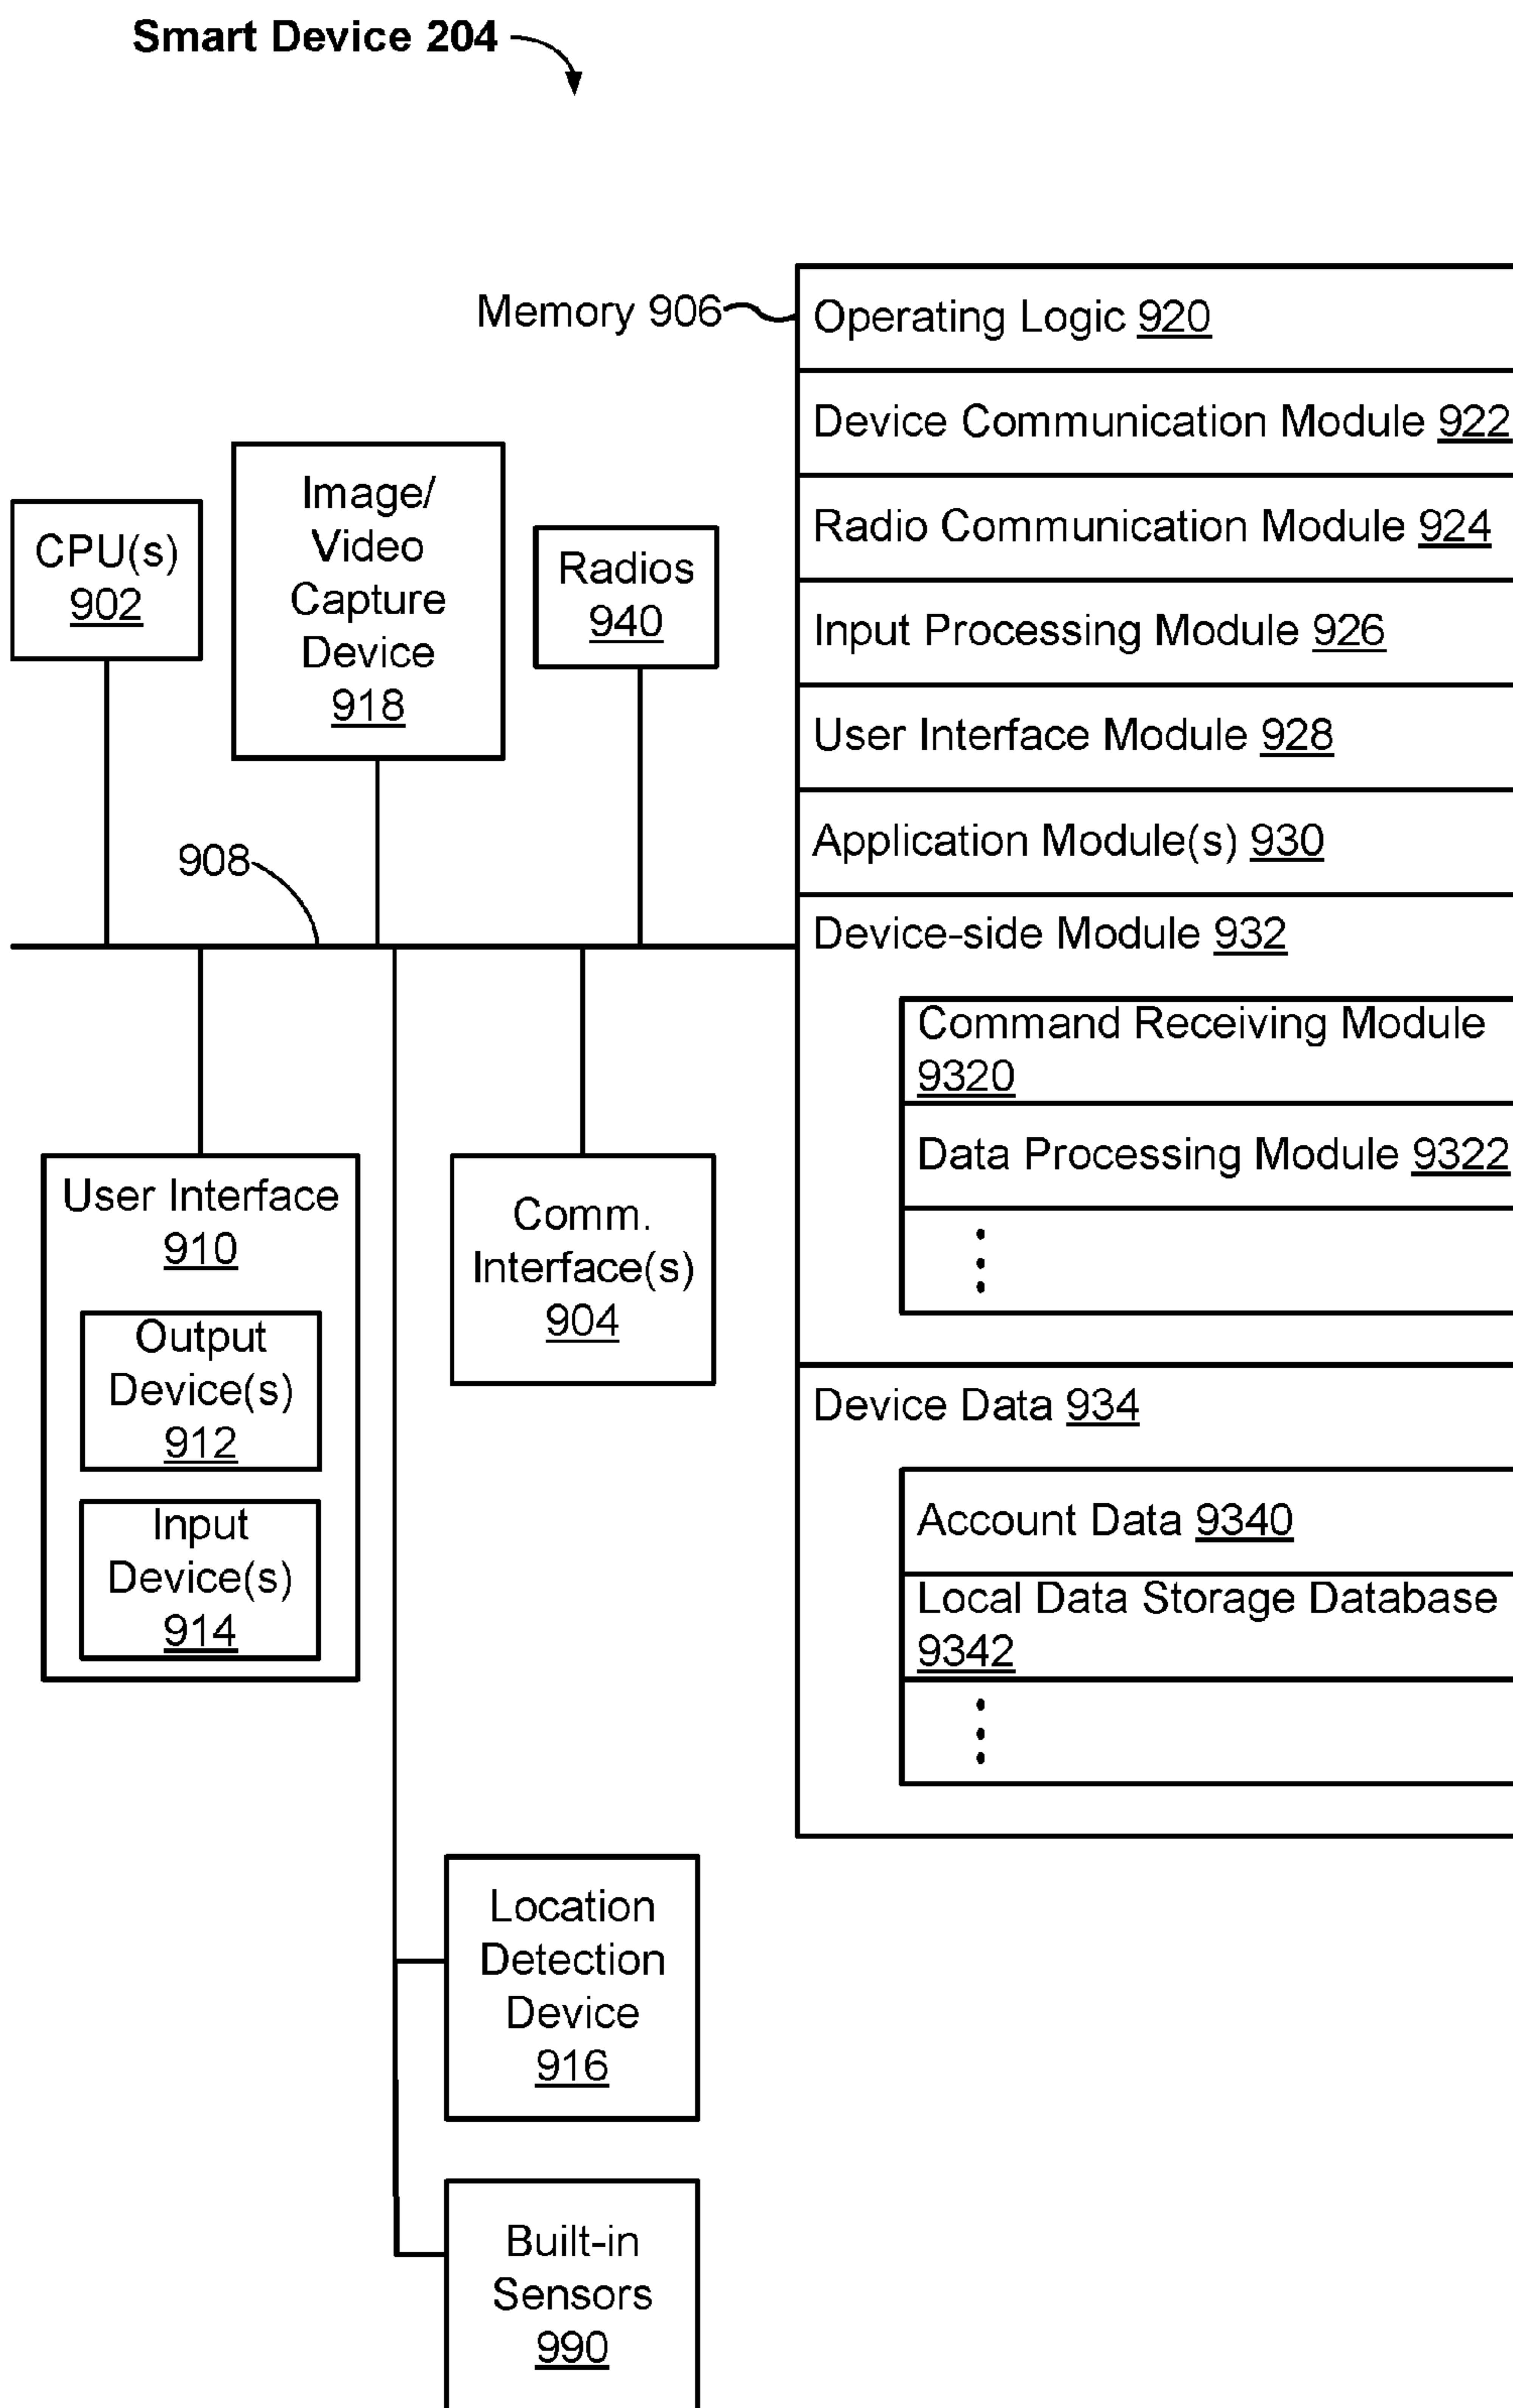 Smart Device 204
Memory 906
Operating Logic 920
Device Communication Module 922
Radio Communication Module 924
Input Processing Module 926
User Interface Module 928
Application Module(s) 930
Device-side Module 932
Command Receiving Module
9320
Data Processing Module 9322
Device Data 934
Account Data 9340
Local Data Storage Database
9342
CPU(s)
902
Image/
Video
Capture
Device
918
Radios
940
908
User Interface
910
Output
Device(s)
912
Input
Device(s)
914
Comm.
Interface(s)
904
Location
Detection
Device
916
Built-in
Sensors
990